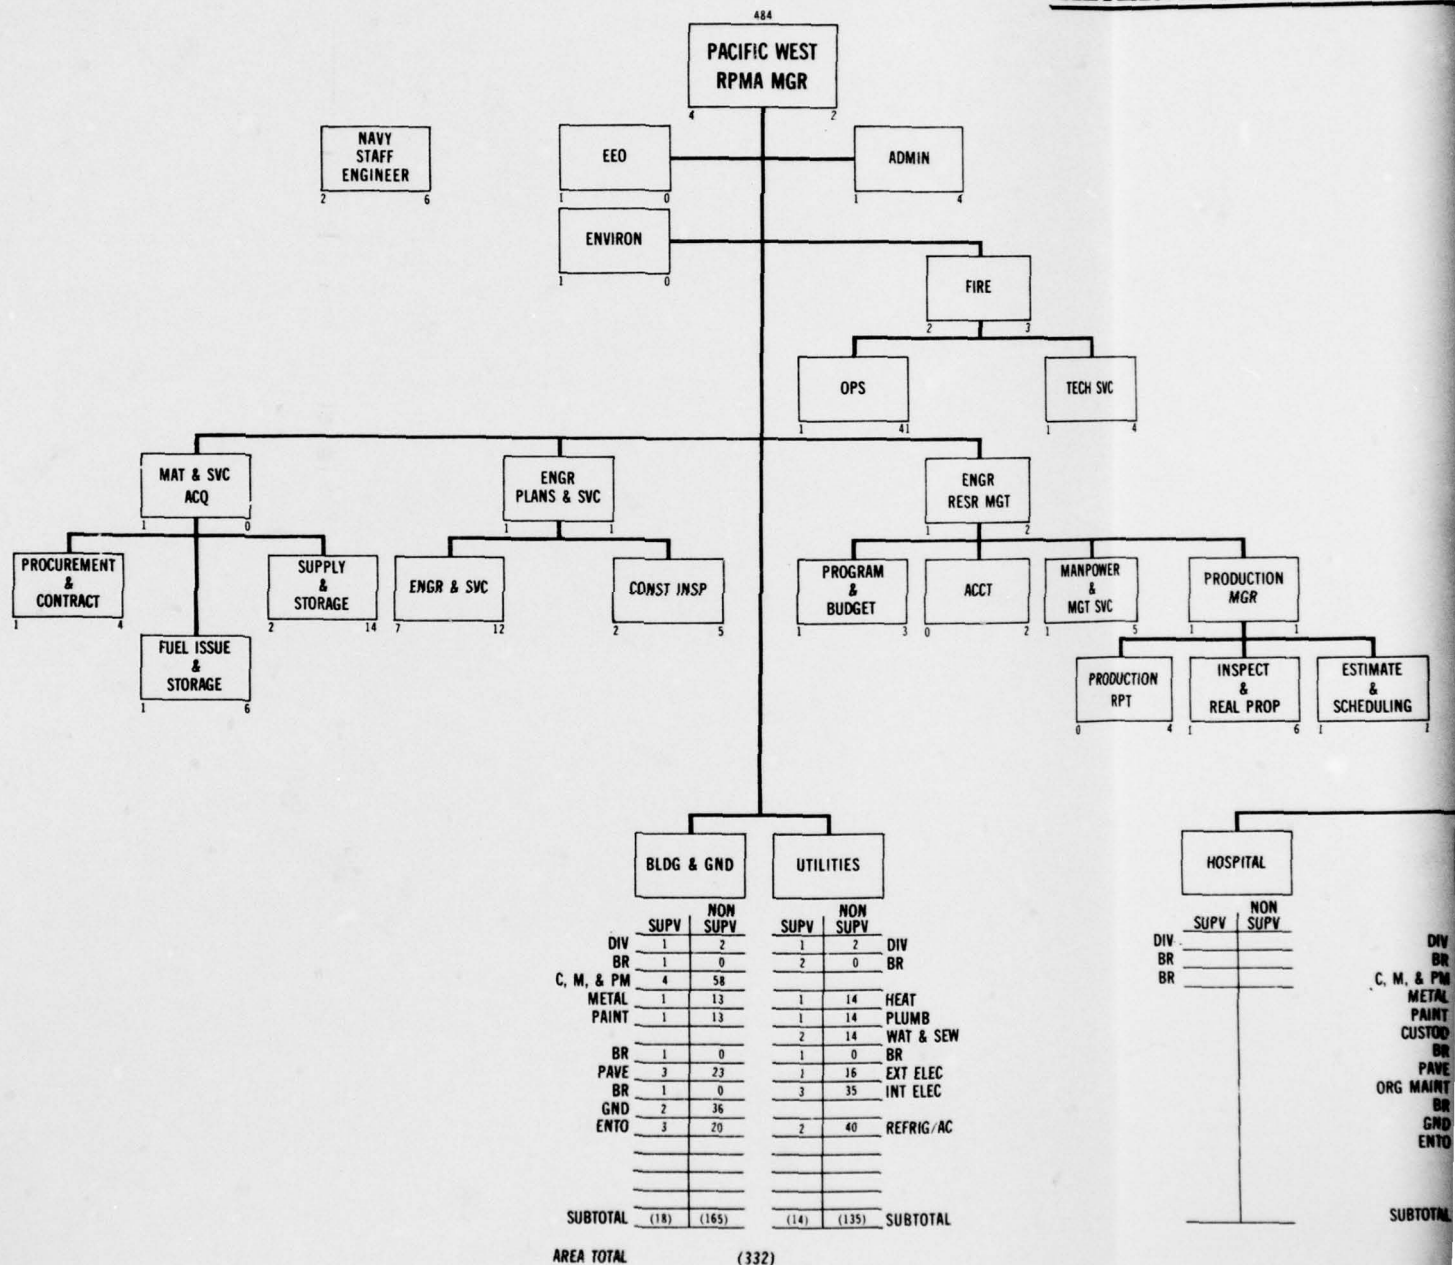 484
PACIFIC WEST
RPMA MGR
4 2
NAVY
STAFF
ENGINEER
2 6
EEO
1 0
ADMIN
1 4
ENVIRON
1 0
FIRE
2 3
OPS
1 41
TECH SVC
1 4
MAT & SVC
ACQ
1 0
ENGR
PLANS & SVC
1 1
ENGR
RESR MGT
1 2
PROCUREMENT
&
CONTRACT
1 4
SUPPLY
&
STORAGE
2 14
FUEL ISSUE
&
STORAGE
1 6
ENGR & SVC
7 12
CONST INSP
2 5
PROGRAM
&
BUDGET
1 3
ACCT
0 2
MANPOWER
&
MGT SVC
1 5
PRODUCTION
MGR
1 1
PRODUCTION
RPT
0 4
INSPECT
&
REAL PROP
1 6
ESTIMATE
&
SCHEDULING
1 1
BLDG & GND
UTILITIES
NON NON
SUPV SUPV SUPV SUPV
DIV 1 2 1 2 DIV
BR 1 0 2 0 BR
C, M, & PM 4 58
METAL 1 13 1 14 HEAT
PAINT 1 13 1 14 PLUMB
2 14 WAT & SEW
BR 1 0 1 0 BR
PAVE 3 23 1 16 EXT ELEC
BR 1 0 3 35 INT ELEC
GND 2 36
ENTO 3 20 2 40 REFRIG/AC
SUBTOTAL (18) (165) (14) (135) SUBTOTAL
AREA TOTAL (332)
HOSPITAL
NON
SUPV SUPV
DIV
BR
BR
DIV
BR
C, M, & PM
METAL
PAINT
CUSTOD
BR
PAVE
ORG MAINT
BR
GND
ENTO
SUBTOTAL